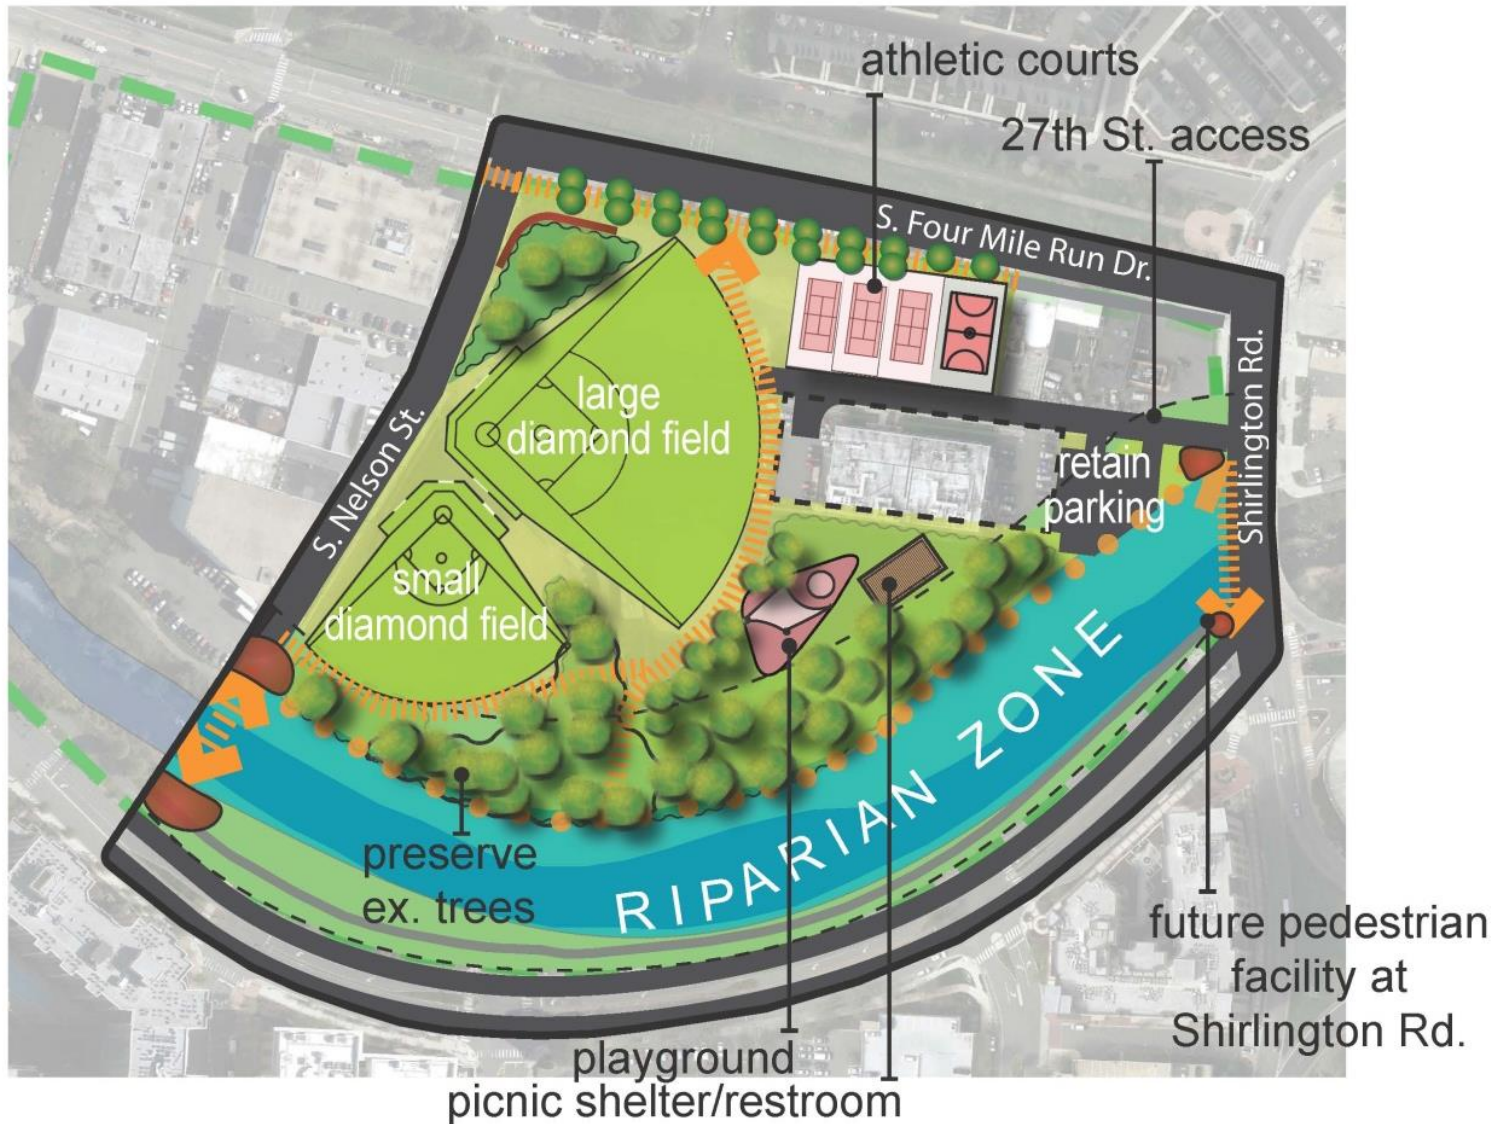 athletic courts
27th St. access
S. Four Mile Run Dr.
large
diamond field
S. Nelson St.
retain
parking
Shirlington Rd.
small
diamond field
RIPARIAN ZONE
preserve
ex. trees
future pedestrian
facility at
Shirlington Rd.
playground
picnic shelter/restroom